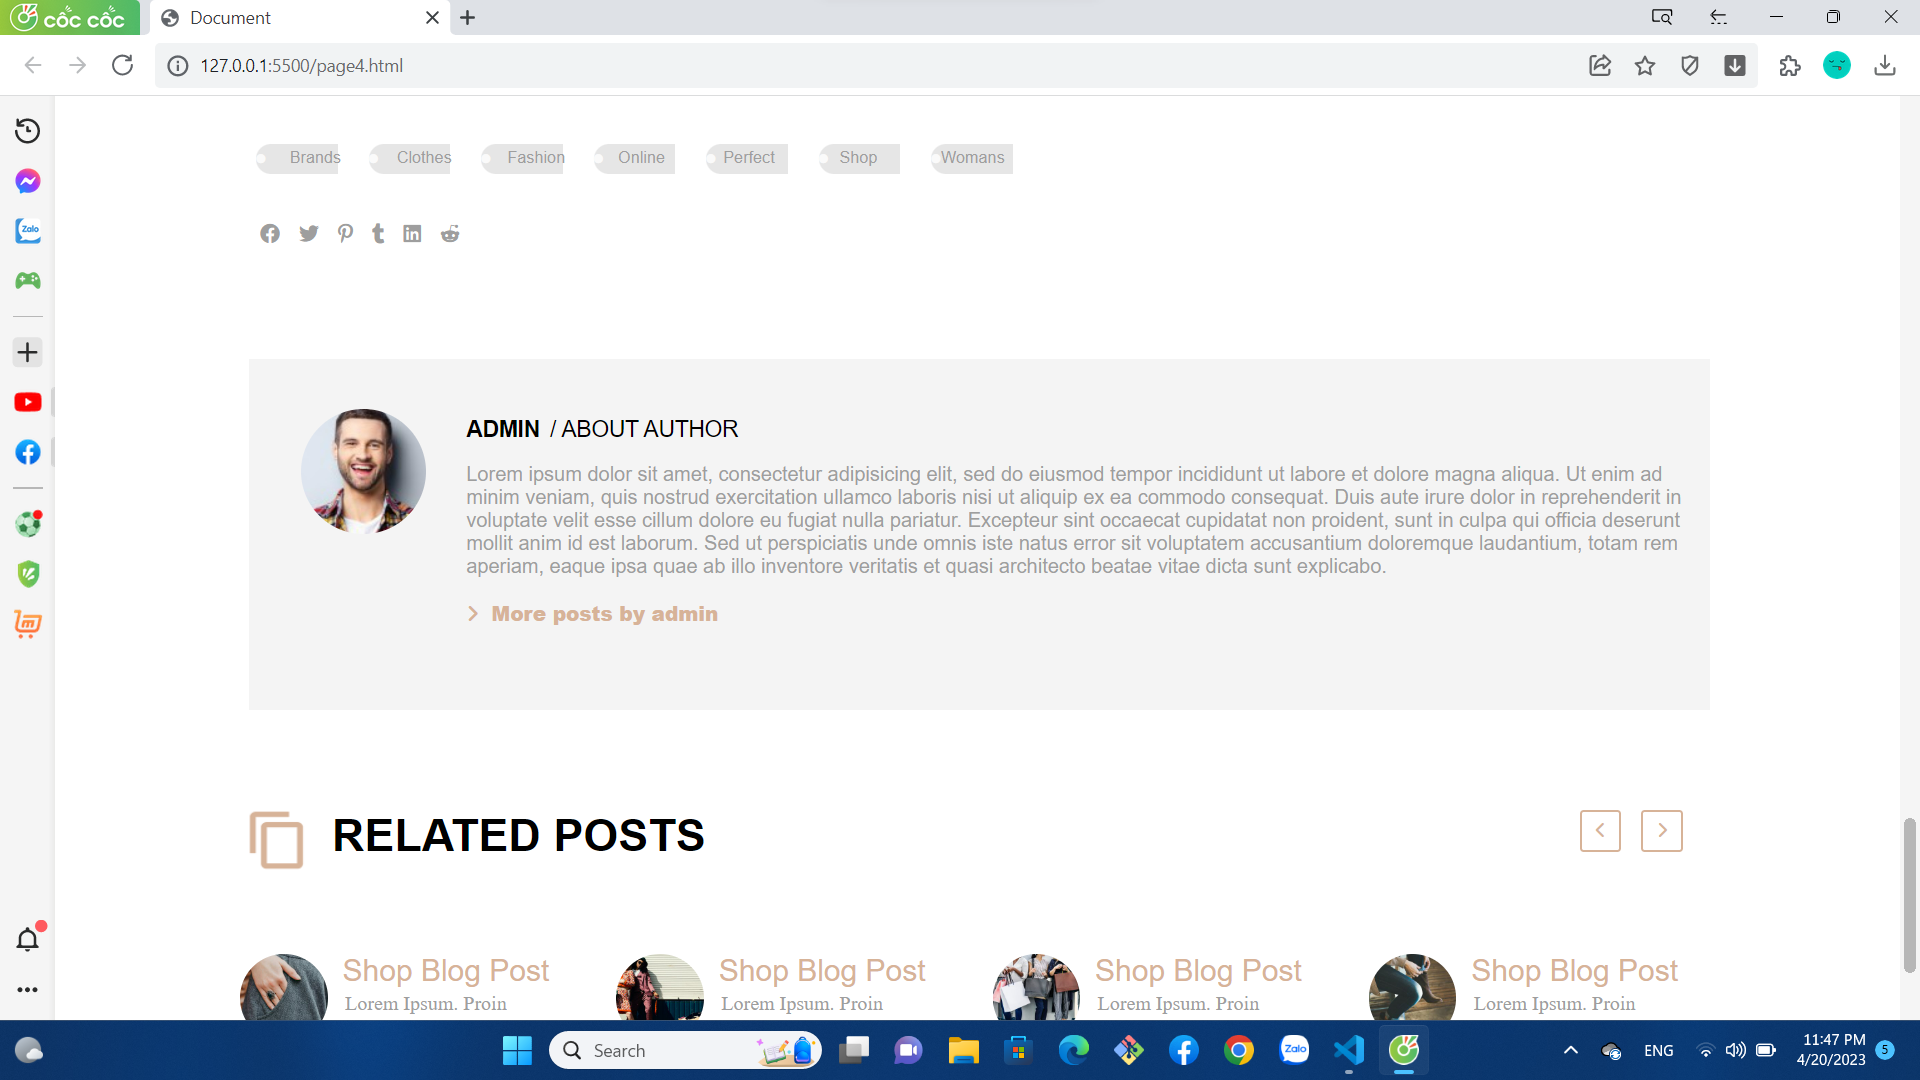 cốc cốc
Document
127.0.0.1:5500/page4.html
Zalo
Brands
Clothes
Fashion
Online
Perfect
Shop
Womans
ADMIN / ABOUT AUTHOR
Lorem ipsum dolor sit amet, consectetur adipisicing elit, sed do eiusmod tempor incididunt ut labore et dolore magna aliqua. Ut enim ad
minim veniam, quis nostrud exercitation ullamco laboris nisi ut aliquip ex ea commodo consequat. Duis aute irure dolor in reprehenderit in
voluptate velit esse cillum dolore eu fugiat nulla pariatur. Excepteur sint occaecat cupidatat non proident, sunt in culpa qui officia deserunt
mollit anim id est laborum. Sed ut perspiciatis unde omnis iste natus error sit voluptatem accusantium doloremque laudantium, totam rem
aperiam, eaque ipsa quae ab illo inventore veritatis et quasi architecto beatae vitae dicta sunt explicabo.
More posts by admin
RELATED POSTS
Shop Blog Post
Lorem Ipsum. Proin
Shop Blog Post
Lorem Ipsum. Proin
Shop Blog Post
Lorem Ipsum. Proin
Shop Blog Post
Lorem Ipsum. Proin
Search
Zalo
ENG
11:47 PM
4/20/2023
5